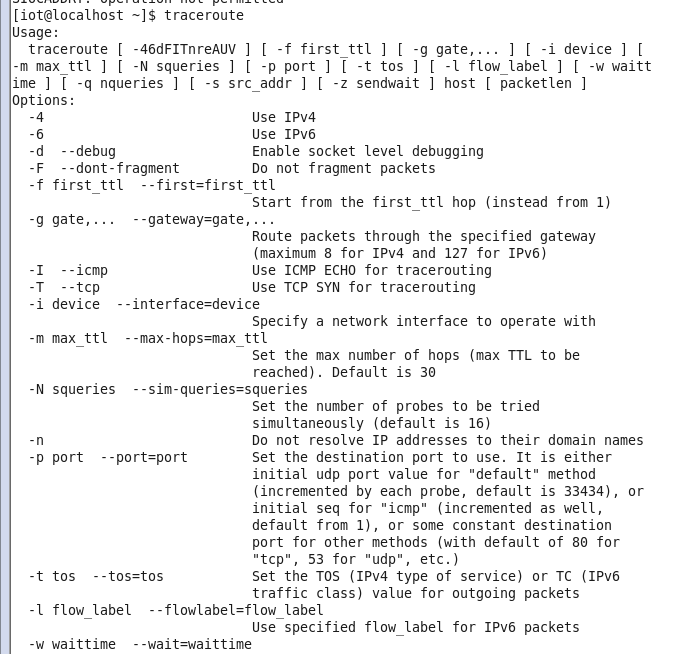 SIOCADDRT: Operation not permitted
[iot@localhost ~]$ traceroute
Usage:
  traceroute [ -46dFITnreAUV ] [ -f first_ttl ] [ -g gate,... ] [ -i device ] [
-m max_ttl ] [ -N squeries ] [ -p port ] [ -t tos ] [ -l flow_label ] [ -w waitt
ime ] [ -q nqueries ] [ -s src_addr ] [ -z sendwait ] host [ packetlen ]
Options:
  -4                          Use IPv4
  -6                          Use IPv6
  -d  --debug                 Enable socket level debugging
  -F  --dont-fragment         Do not fragment packets
  -f first_ttl  --first=first_ttl
                              Start from the first_ttl hop (instead from 1)
  -g gate,...  --gateway=gate,...
                              Route packets through the specified gateway
                              (maximum 8 for IPv4 and 127 for IPv6)
  -I  --icmp                  Use ICMP ECHO for tracerouting
  -T  --tcp                   Use TCP SYN for tracerouting
  -i device  --interface=device
                              Specify a network interface to operate with
  -m max_ttl  --max-hops=max_ttl
                              Set the max number of hops (max TTL to be
                              reached). Default is 30
  -N squeries  --sim-queries=squeries
                              Set the number of probes to be tried
                              simultaneously (default is 16)
  -n                          Do not resolve IP addresses to their domain names
  -p port  --port=port        Set the destination port to use. It is either
                              initial udp port value for "default" method
                              (incremented by each probe, default is 33434), or
                              initial seq for "icmp" (incremented as well,
                              default from 1), or some constant destination
                              port for other methods (with default of 80 for
                              "tcp", 53 for "udp", etc.)
  -t tos  --tos=tos           Set the TOS (IPv4 type of service) or TC (IPv6
                              traffic class) value for outgoing packets
  -l flow_label  --flowlabel=flow_label
                              Use specified flow_label for IPv6 packets
  -w waittime  --wait=waittime